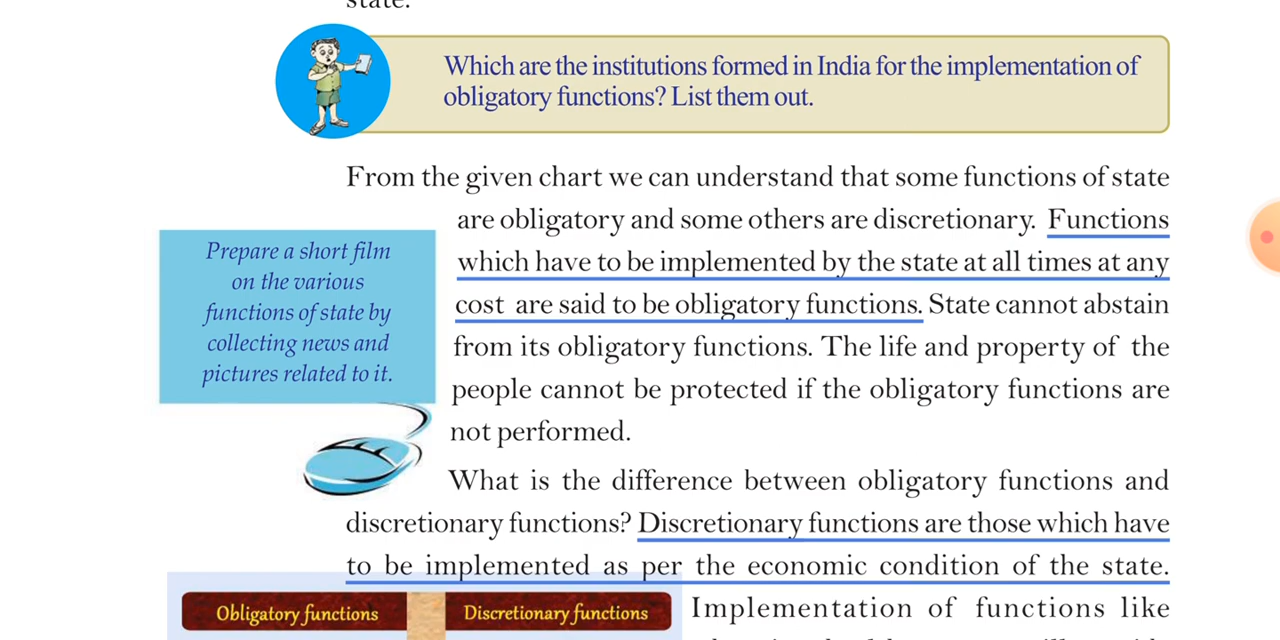 state.
Which are the institutions formed in India for the implementation of
obligatory functions? List them out.
From the given chart we can understand that some functions of state
are obligatory and some others are discretionary. Functions
which have to be implemented by the state at all times at any
cost are said to be obligatory functions. State cannot abstain
from its obligatory functions. The life and property of the
people cannot be protected if the obligatory functions are
not performed.
Prepare a short film
on the various
functions of state by
collecting news and
pictures related to it.
What is the difference between obligatory functions and
discretionary functions? Discretionary functions are those which have
to be implemented as per the economic condition of the state.
Implementation of functions like
Obligatory functions
Discretionary functions